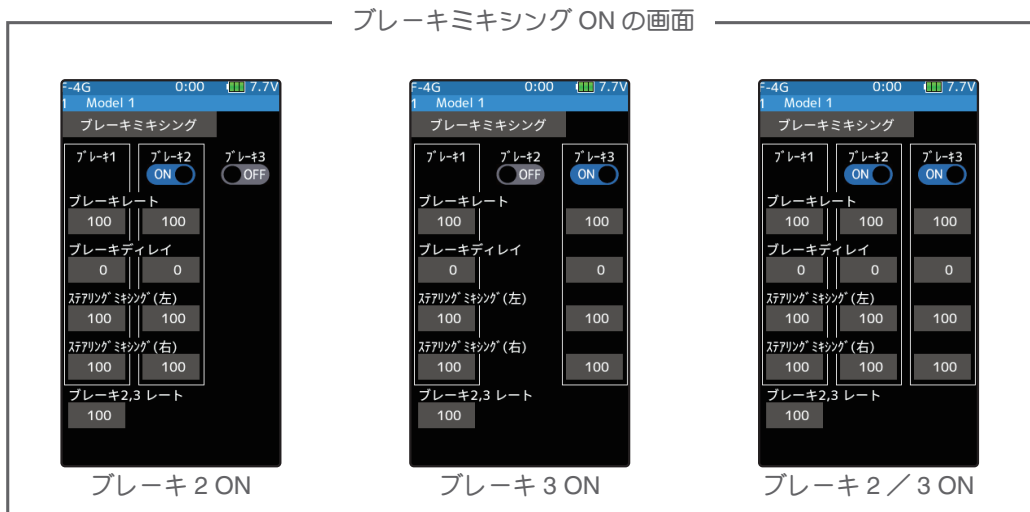 ブレーキミキシング ON の画面
F-4G 0:00 7.7V
1 Model 1
ブレーキミキシング
ﾌﾞﾚｰｷ1 ﾌﾞﾚｰｷ2 ﾌﾞﾚｰｷ3
ON OFF
ブレーキレート
100 100
ブレーキディレイ
0 0
ｽﾃｱﾘﾝｸﾞﾐｷｼﾝｸﾞ(左)
100 100
ｽﾃｱﾘﾝｸﾞﾐｷｼﾝｸﾞ(右)
100 100
ブレーキ2,3 レート
100
ブレーキ 2 ON
F-4G 0:00 7.7V
1 Model 1
ブレーキミキシング
ﾌﾞﾚｰｷ1 ﾌﾞﾚｰｷ2 ﾌﾞﾚｰｷ3
OFF ON
ブレーキレート
100 100
ブレーキディレイ
0 0
ｽﾃｱﾘﾝｸﾞﾐｷｼﾝｸﾞ(左)
100 100
ｽﾃｱﾘﾝｸﾞﾐｷｼﾝｸﾞ(右)
100 100
ブレーキ2,3 レート
100
ブレーキ 3 ON
F-4G 0:00 7.7V
1 Model 1
ブレーキミキシング
ﾌﾞﾚｰｷ1 ﾌﾞﾚｰｷ2 ﾌﾞﾚｰｷ3
ON ON
ブレーキレート
100 100 100
ブレーキディレイ
0 0 0
ｽﾃｱﾘﾝｸﾞﾐｷｼﾝｸﾞ(左)
100 100 100
ｽﾃｱﾘﾝｸﾞﾐｷｼﾝｸﾞ(右)
100 100 100
ブレーキ2,3 レート
100
ブレーキ 2 ／ 3 ON